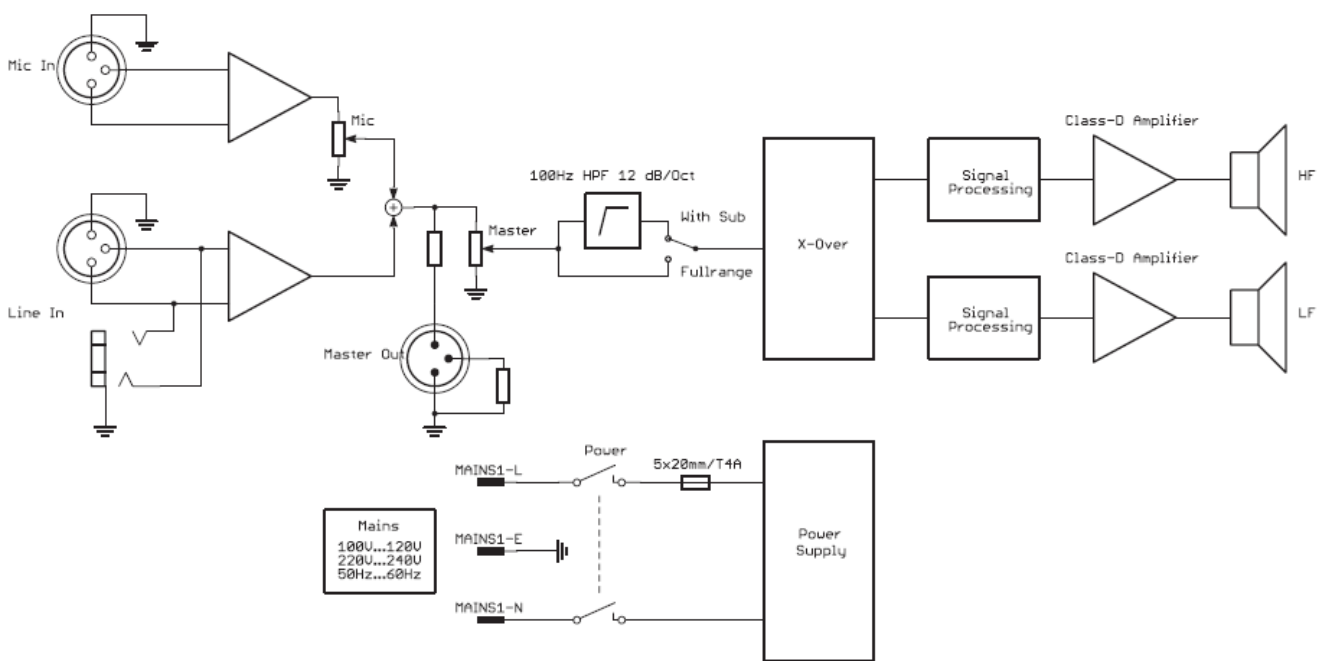 Mic In
Mic
Line In
Master
Master Out
100Hz HPF 12 dB/Oct
With Sub
Fullrange
X-Over
Signal
Processing
Class-D Amplifier
HF
Signal
Processing
Class-D Amplifier
LF
Mains
100V...120V
220V...240V
50Hz...60Hz
MAINS1-L
MAINS1-E
MAINS1-N
Power
5x20mm/T4A
Power
Supply